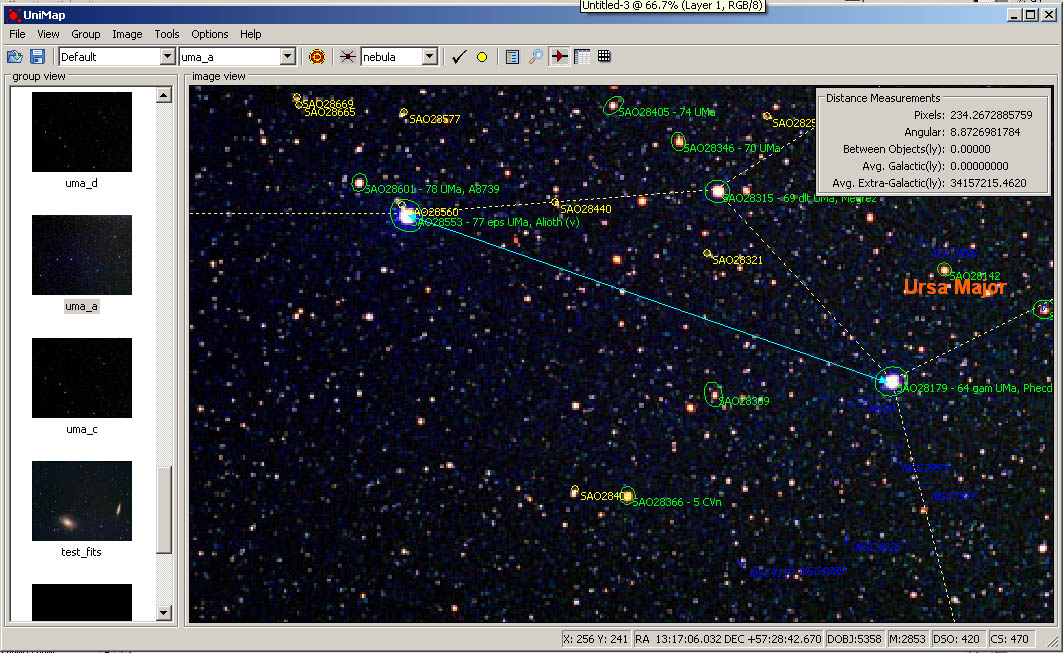 Untitled-3 @ 66.7% (Layer 1, RGB/8)
UniMap
File View Group Image Tools Options Help
Default uma_a nebula
group view
uma_d
uma_a
uma_c
test_fits
image view
Distance Measurements
Pixels: 234.2672885759
Angular: 8.8726981784
Between Objects(ly): 0.00000
Avg. Galactic(ly): 0.00000000
Avg. Extra-Galactic(ly): 34157215.4620
SAO28669
SAO28665
SAO28577
SAO28405 - 74 UMa
SAO28346 - 70 UMa
SAO28601 - 78 UMa, A8739
SAO28560
SAO28553 - 77 eps UMa, Alioth (v)
SAO28440
SAO28315 - 69 dlt UMa, Megrez
SAO28321
SAO28142
Ursa Major
SAO28179 - 64 gam UMa, Phecd
SAO28366 - 5 CVn
X: 256 Y: 241 RA 13:17:06.032 DEC +57:28:42.670 DOBJ:5358 M:2853 DSO: 420 CS: 470